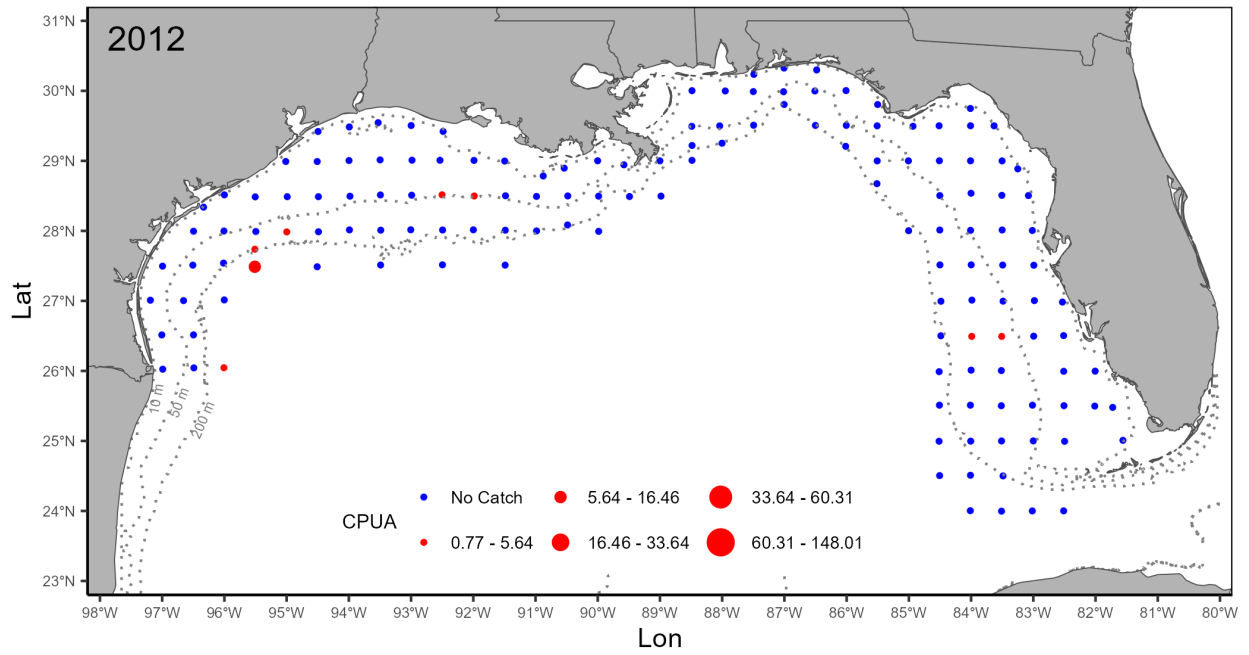 2012
31°N
30°N
29°N
28°N
27°N
26°N
25°N
24°N
23°N
Lat
10 m
50 m
200 m
CPUA
No Catch
5.64 - 16.46
33.64 - 60.31
0.77 - 5.64
16.46 - 33.64
60.31 - 148.01
98°W 97°W 96°W 95°W 94°W 93°W 92°W 91°W 90°W 89°W 88°W 87°W 86°W 85°W 84°W 83°W 82°W 81°W 80°W
Lon